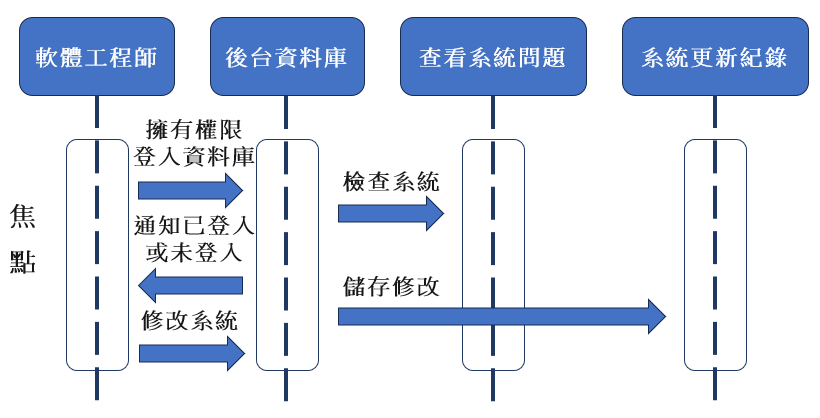 軟體工程師
後台資料庫
查看系統問題
系統更新紀錄
擁有權限
登入資料庫
檢查系統
焦
點
通知已登入
或未登入
儲存修改
修改系統